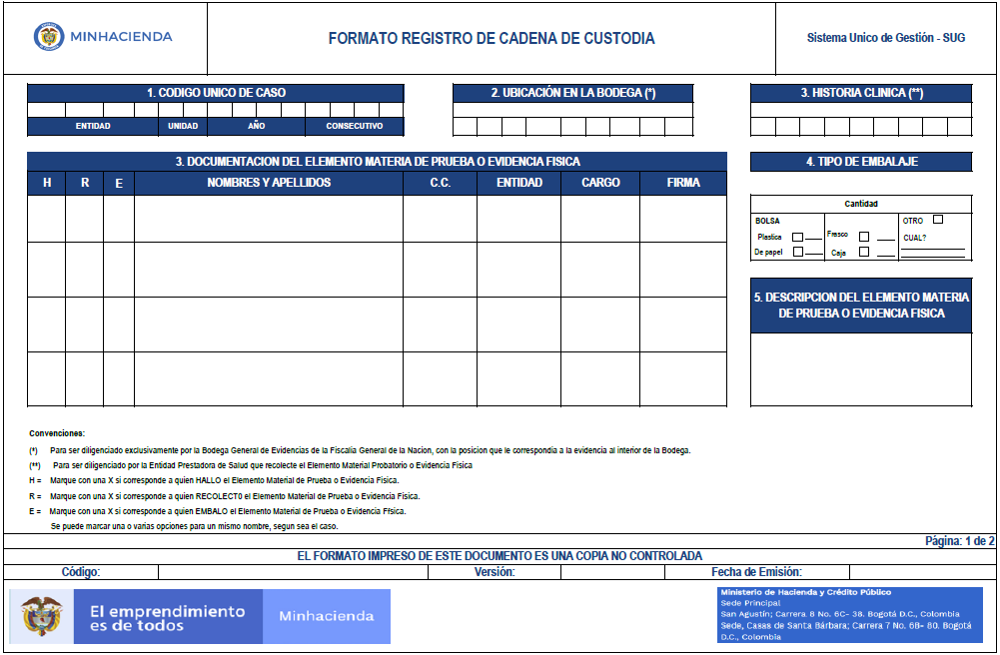 MINHACIENDA
FORMATO REGISTRO DE CADENA DE CUSTODIA
Sistema Unico de Gestión - SUG
1. CODIGO UNICO DE CASO
ENTIDAD UNIDAD AÑO CONSECUTIVO
2. UBICACIÓN EN LA BODEGA (*)
3. HISTORIA CLINICA (**)
3. DOCUMENTACION DEL ELEMENTO MATERIA DE PRUEBA O EVIDENCIA FISICA
H R E NOMBRES Y APELLIDOS C.C. ENTIDAD CARGO FIRMA
4. TIPO DE EMBALAJE
Cantidad
BOLSA
Plastica
De papel
Frasco
Caja
OTRO
CUAL?
5. DESCRIPCION DEL ELEMENTO MATERIA
DE PRUEBA O EVIDENCIA FISICA
Convenciones:
(*) Para ser diligenciado exclusivamente por la Bodega General de Evidencias de la Fiscalia General de la Nacion, con la posicion que le correspondia a la evidencia al interior de la Bodega.
(**) Para ser diligenciado por la Entidad Prestadora de Salud que recolecte el Elemento Material Probatorio o Evidencia Fisica
H = Marque con una X si corresponde a quien HALLO el Elemento Material de Prueba o Evidencia Fisica.
R = Marque con una X si corresponde a quien RECOLECT0 el Elemento Material de Prueba o Evidencia Fisica.
E = Marque con una X si corresponde a quien EMBALO el Elemento Material de Prueba o Evidencia Ffsica.
Se puede marcar una o varias opciones para un mismo nombre, segun sea el caso.
Página: 1 de 2
EL FORMATO IMPRESO DE ESTE DOCUMENTO ES UNA COPIA NO CONTROLADA
Código: Versión: Fecha de Emisión:
El emprendimiento
es de todos
Minhacienda
Ministerio de Hacienda y Crédito Público
Sede Principal
San Agustín; Carrera 8 No. 6C- 38. Bogotá D.C., Colombia
Sede, Casas de Santa Bárbara; Carrera 7 No. 6B- 80. Bogotá
D.C., Colombia